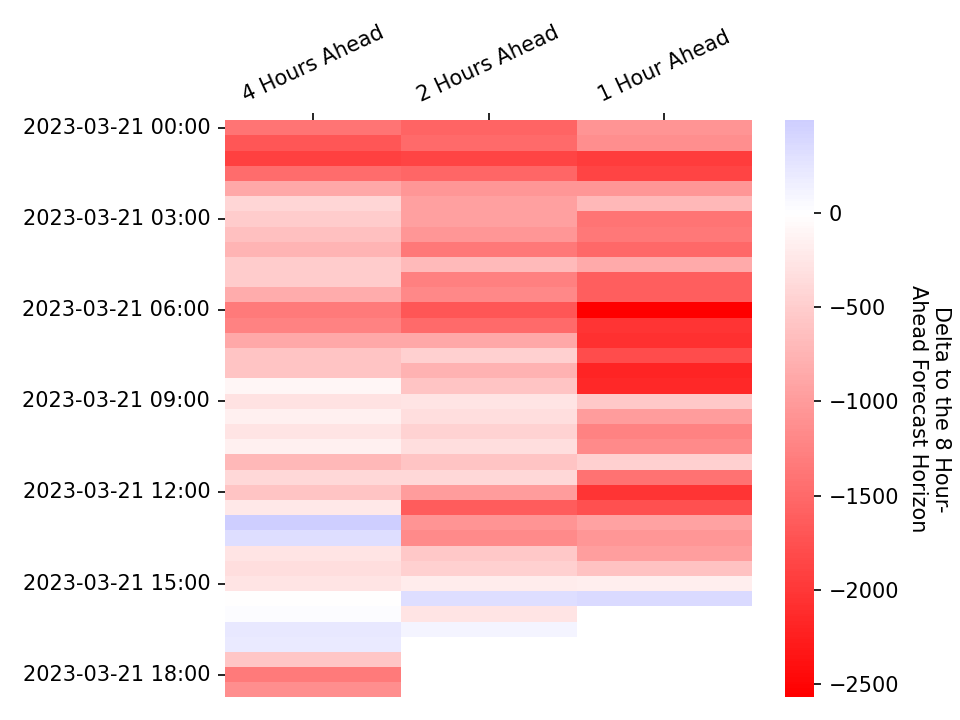 4 Hours Ahead
2 Hours Ahead
1 Hour Ahead
2023-03-21 00:00
2023-03-21 03:00
2023-03-21 06:00
2023-03-21 09:00
2023-03-21 12:00
2023-03-21 15:00
2023-03-21 18:00
0
−500
−1000
−1500
−2000
−2500
Delta to the 8 Hour-
Ahead Forecast Horizon